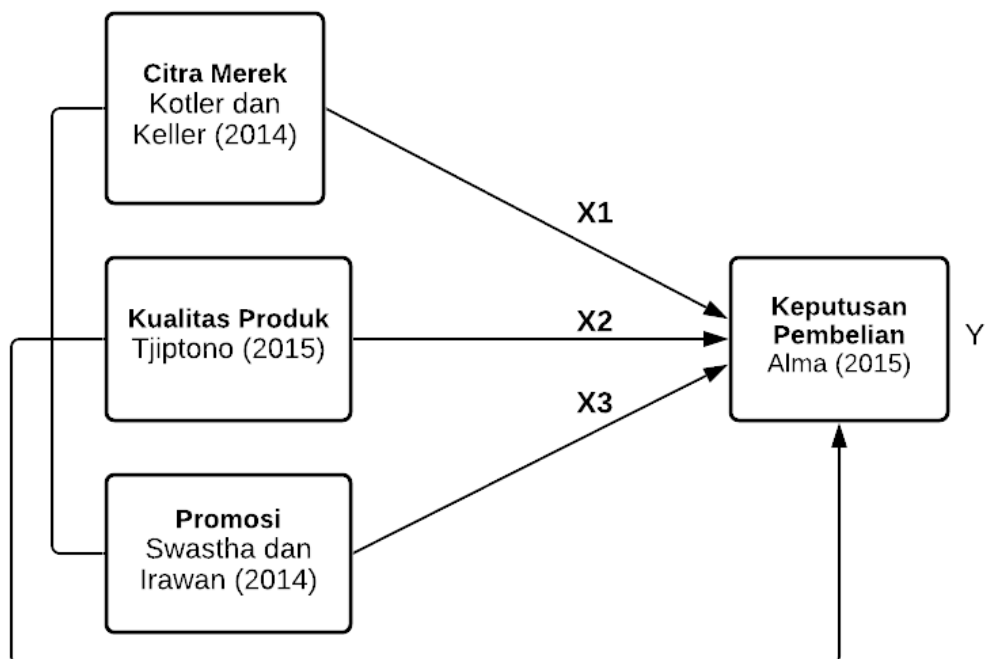 Citra Merek
Kotler dan
Keller (2014)
X1
Kualitas Produk
Tjiptono (2015)
X2
Keputusan
Pembelian
Alma (2015)
Y
X3
Promosi
Swastha dan
Irawan (2014)